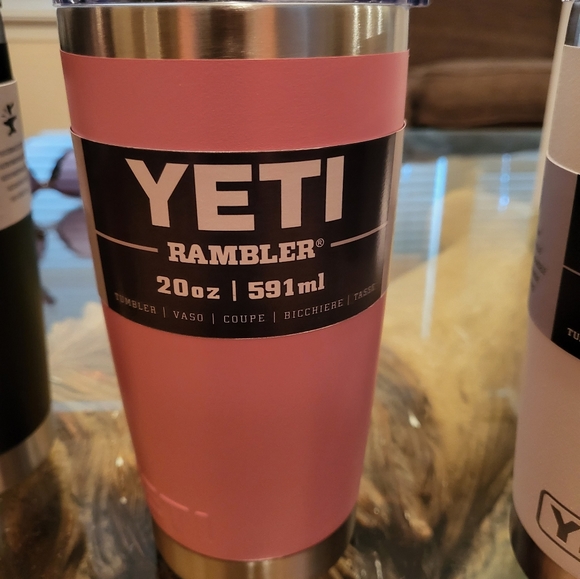 YETI
RAMBLER®
20oz | 591ml
TUMBLER | VASO | COUPE | BICCHIERE | TASSE